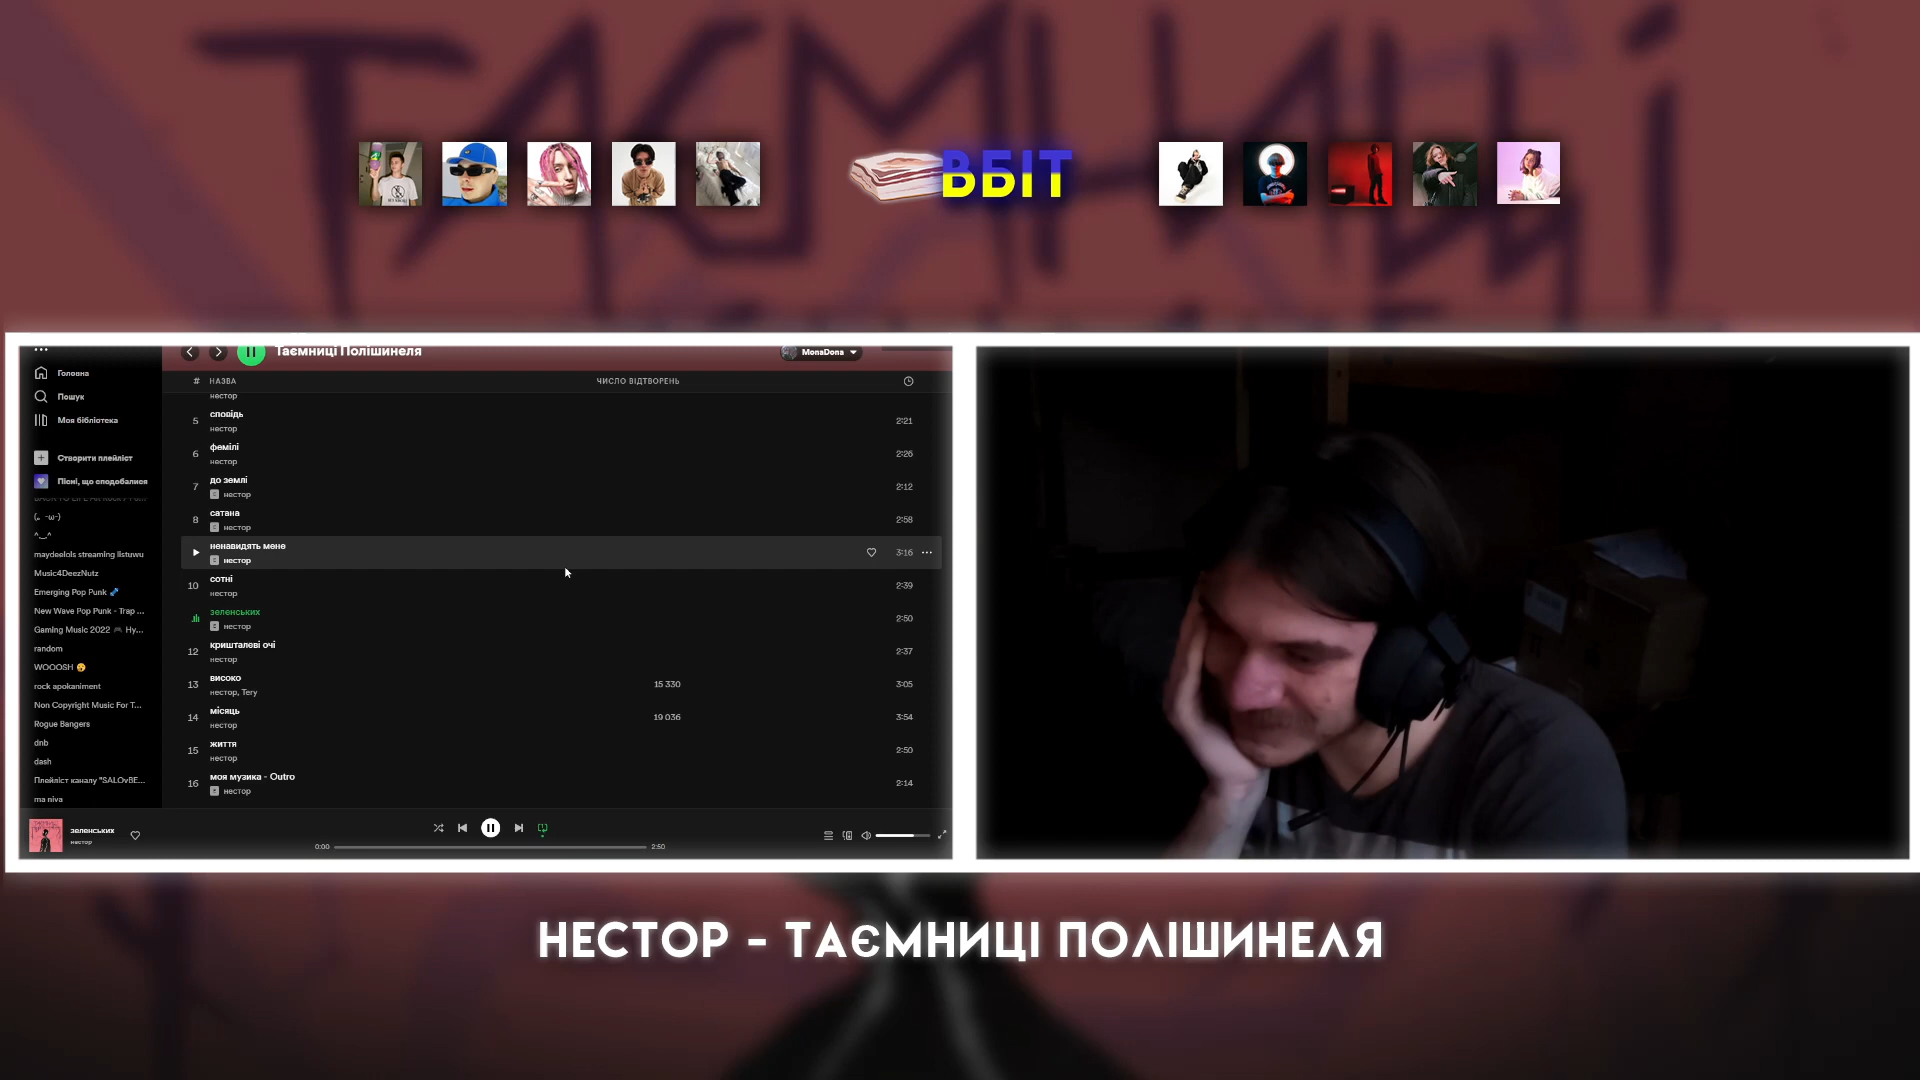 ТАЄМНИЦІ
ВБІТ
Таємниці Полішинеля
MonaDona
Головна
Пошук
Моя бібліотека
Створити плейліст
Пісні, що сподобалися
(。-ω-)
^‿^
maydeelols streaming listuwu
Music4DeezNutz
Emerging Pop Punk
New Wave Pop Punk - Trap ...
Gaming Music 2022 🎮 Hy...
random
WOOOSH 😮
rock apokaniment
Non Copyright Music For T...
Rogue Bangers
dnb
dash
Плейліст каналу "SALOvBE...
ma niva
# НАЗВА ЧИСЛО ВІДТВОРЕНЬ
нестор
5 сповідь 2:21
нестор
6 фемілі 2:26
нестор
7 до землі 2:12
E нестор
8 сатана 2:58
E нестор
ненавидять мене 3:16
E нестор
10 сотні 2:39
нестор
зеленських 2:50
E нестор
12 кришталеві очі 2:37
нестор
13 високо 15 330 3:05
нестор, Tery
14 місяць 19 036 3:54
нестор
15 життя 2:50
нестор
16 моя музика - Outro 2:14
E нестор
зеленських
нестор
0:00 2:50
НЕСТОР - ТАЄМНИЦІ ПОЛІШИНЕЛЯ